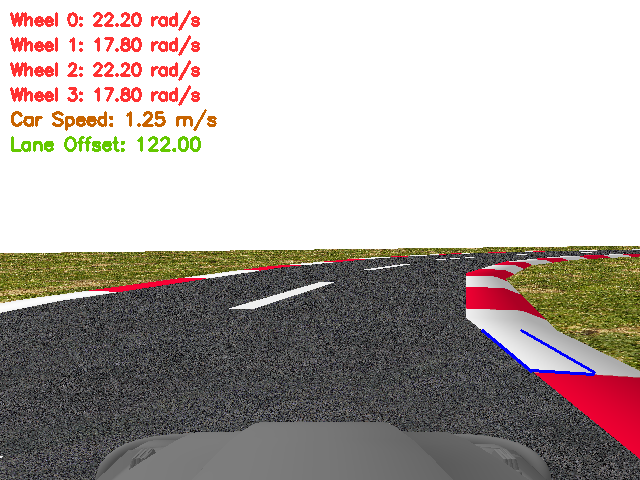 Wheel 0: 22.20 rad/s
Wheel 1: 17.80 rad/s
Wheel 2: 22.20 rad/s
Wheel 3: 17.80 rad/s
Car Speed: 1.25 m/s
Lane Offset: 122.00